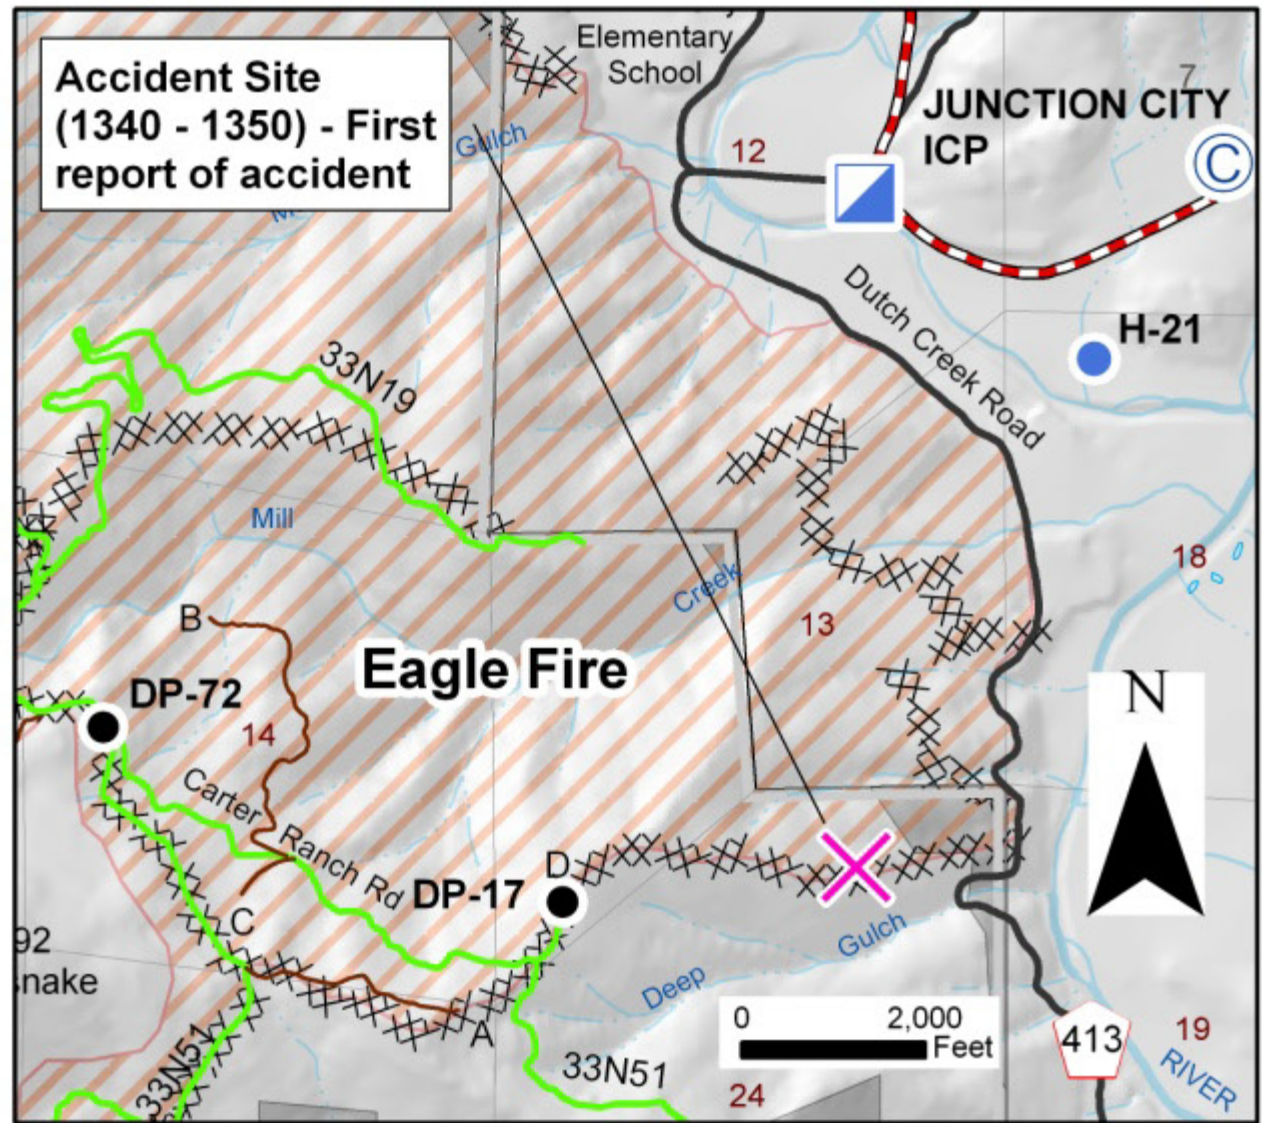 Accident Site
(1340 - 1350) - First
report of accident
Elementary
School
7
JUNCTION CITY
ICP
C
12
Gulch
Dutch Creek Road
H-21
33N19
Mill
Creek
18
13
B
Eagle Fire
N
DP-72
14
Carter Ranch Rd
D
DP-17
C
Gulch
Deep
92
snake
A
0 2,000
Feet
413
19
RIVER
33N51
33N51
24